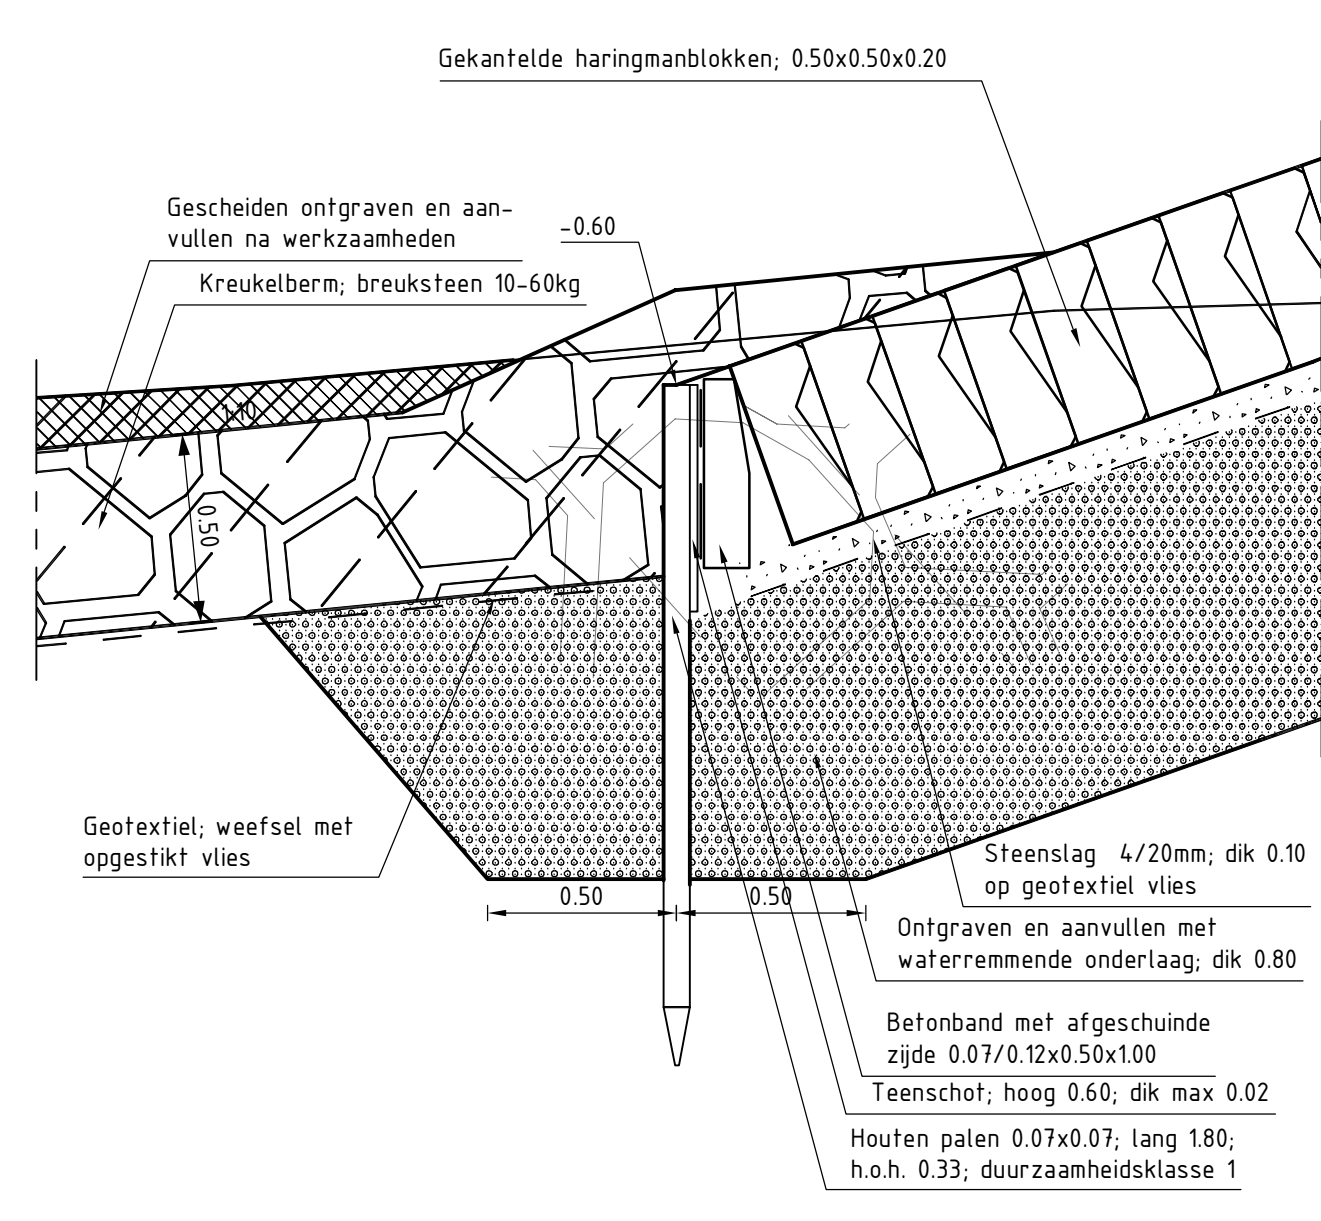 Gekantelde haringmanblokken; 0.50x0.50x0.20
Gescheiden ontgraven en aan-
vullen na werkzaamheden
-0.60
Kreukelberm; breuksteen 10-60kg
1:10
0.50
Geotextiel; weefsel met
opgestikt vlies
0.50
0.50
Steenslag 4/20mm; dik 0.10
op geotextiel vlies
Ontgraven en aanvullen met
waterremmende onderlaag; dik 0.80
Betonband met afgeschuinde
zijde 0.07/0.12x0.50x1.00
Teenschot; hoog 0.60; dik max 0.02
Houten palen 0.07x0.07; lang 1.80;
h.o.h. 0.33; duurzaamheidsklasse 1